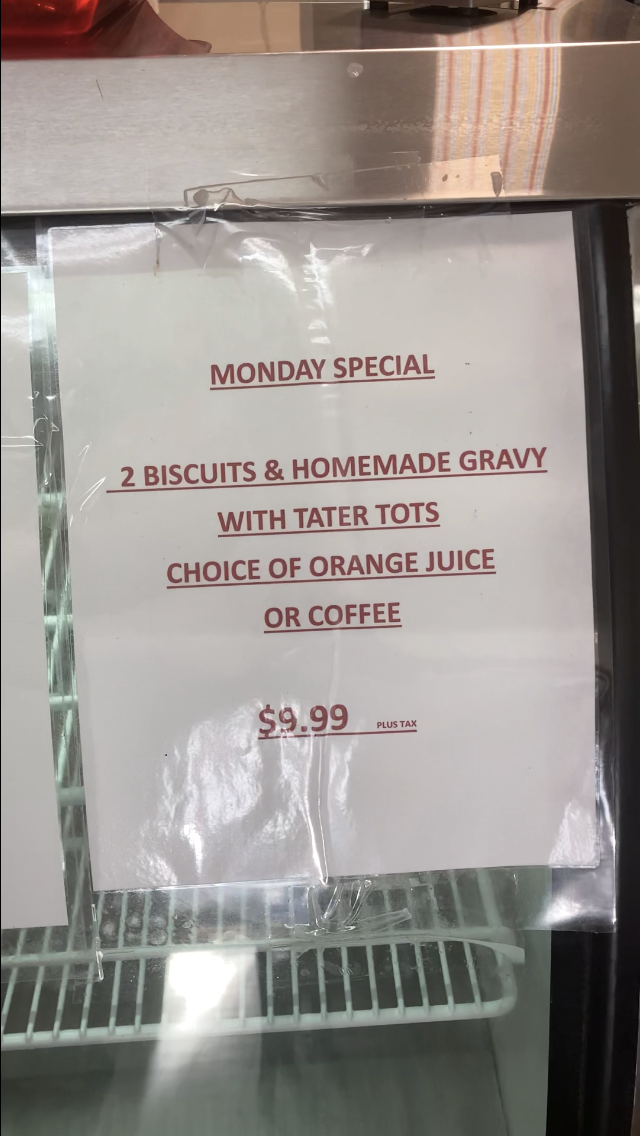 MONDAY SPECIAL
2 BISCUITS & HOMEMADE GRAVY
WITH TATER TOTS
CHOICE OF ORANGE JUICE
OR COFFEE
$9.99 PLUS TAX